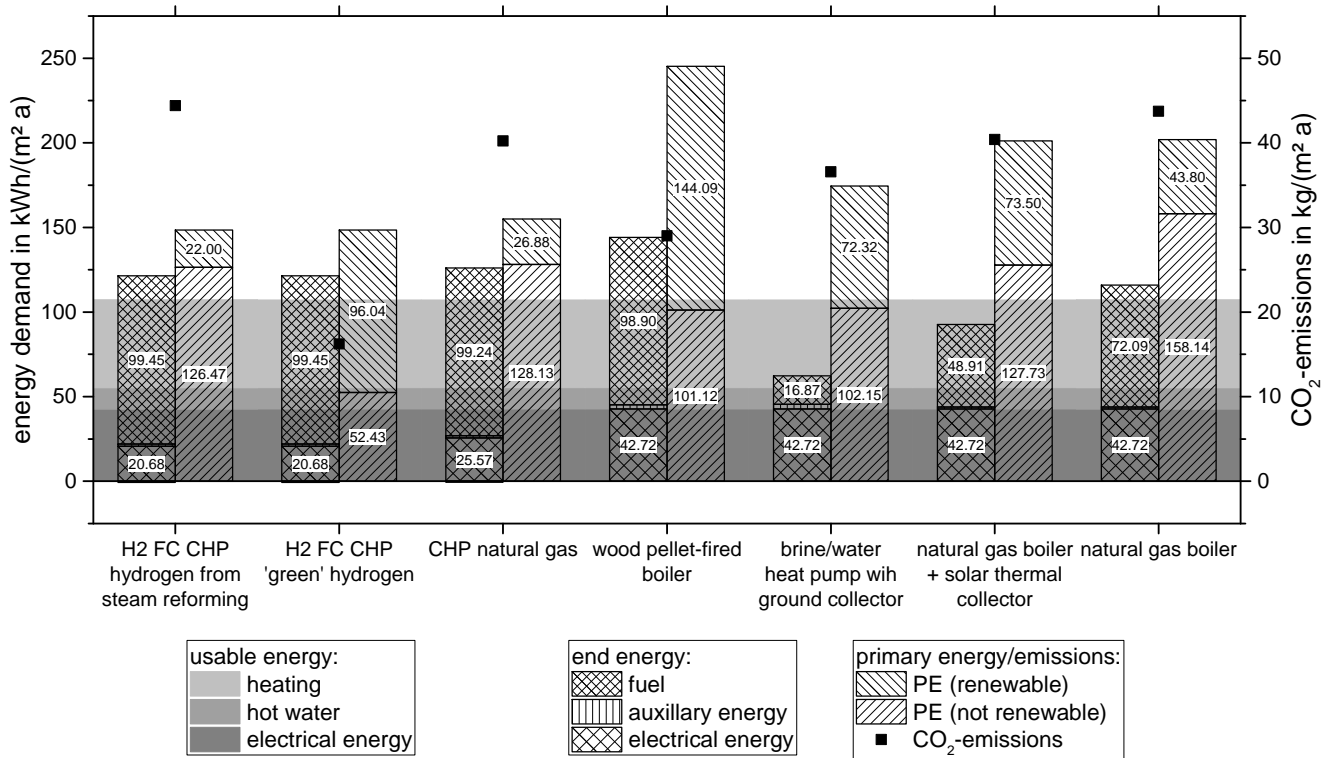 energy demand in kWh/(m² a)
250
200
150
100
50
0
22.00
99.45
126.47
20.68
96.04
99.45
52.43
20.68
26.88
99.24
128.13
25.57
144.09
98.90
101.12
42.72
72.32
16.87
102.15
42.72
73.50
48.91
127.73
42.72
43.80
72.09
158.14
42.72
50
40
30
20
10
0
CO₂-emissions in kg/(m² a)
H2 FC CHP
hydrogen from
steam reforming
H2 FC CHP
'green' hydrogen
CHP natural gas
wood pellet-fired
boiler
brine/water
heat pump wih
ground collector
natural gas boiler
+ solar thermal
collector
natural gas boiler
usable energy:
heating
hot water
electrical energy
end energy:
fuel
auxillary energy
electrical energy
primary energy/emissions:
PE (renewable)
PE (not renewable)
CO₂-emissions